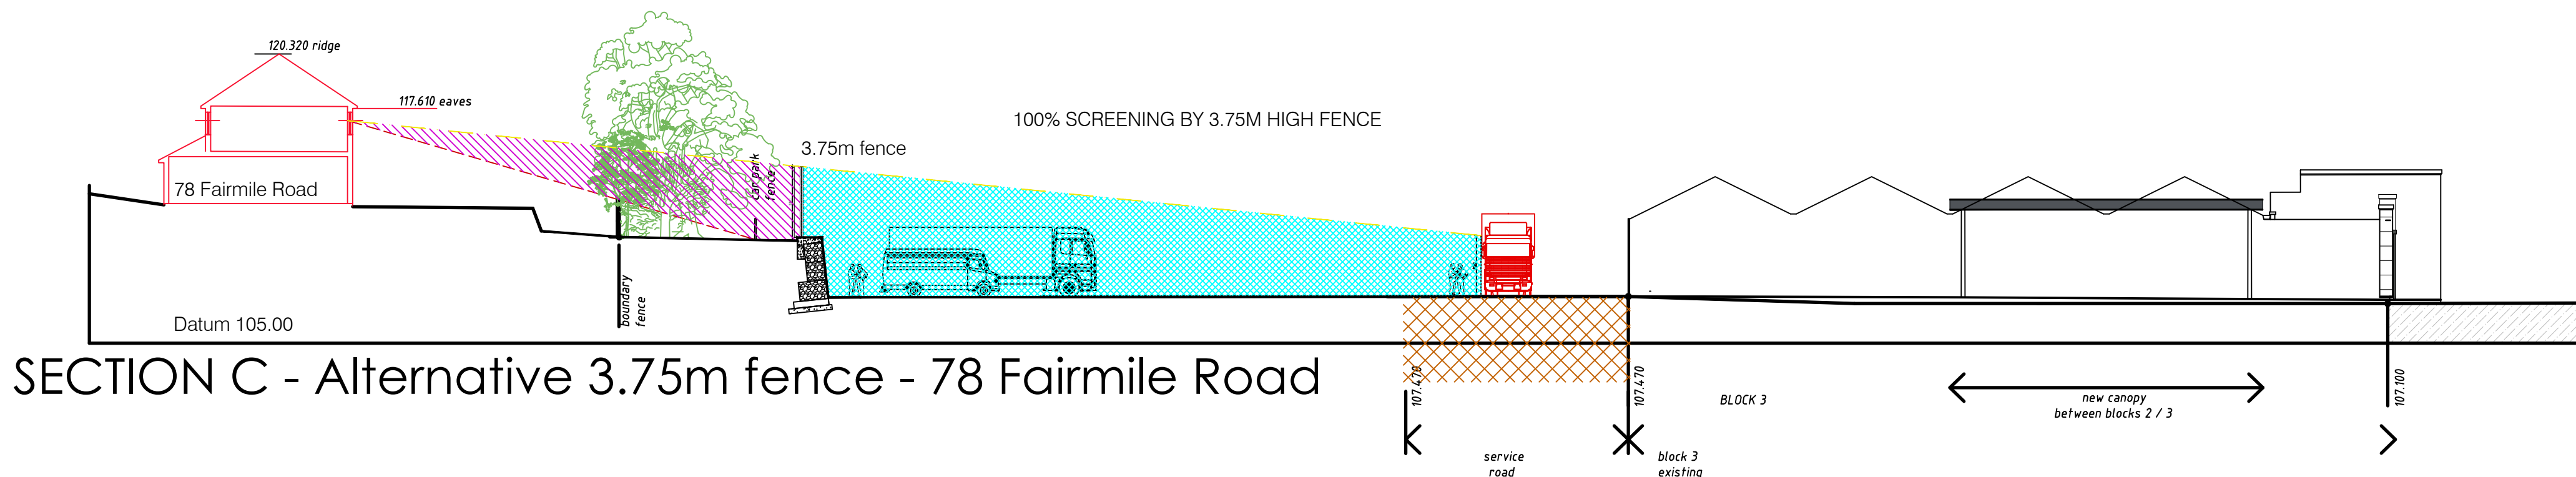 120.320 ridge
117.610 eaves
100% SCREENING BY 3.75M HIGH FENCE
3.75m fence
car park
fence
78 Fairmile Road
boundary
fence
Datum 105.00
SECTION C - Alternative 3.75m fence - 78 Fairmile Road
107.470
107.470
BLOCK 3
new canopy
between blocks 2 / 3
107.100
service
road
block 3
existing